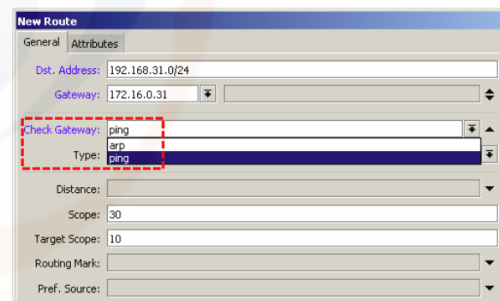 New Route
General Attributes
Dst. Address: 192.168.31.0/24
Gateway: 172.16.0.31
Check Gateway: ping
arp
Type: ping
Distance:
Scope: 30
Target Scope: 10
Routing Mark:
Pref. Source: